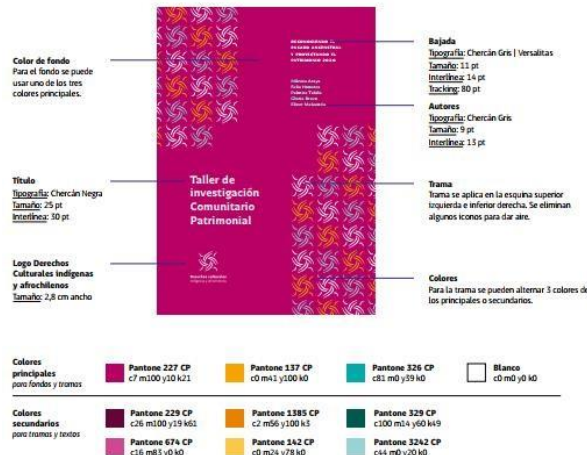 Color de fondo
Para el fondo se puede
usar uno de los tres
colores principales.
Título
Tipografía: Chercán Negra
Tamaño: 25 pt
Interlínea: 30 pt
Logo Derechos
Culturales indígenas
y afrochilenos
Tamaño: 2,8 cm ancho
Taller de
investigación
Comunitario
Patrimonial
Bajada
Tipografía: Chercán Gris | Versalitas
Tamaño: 11 pt
Interlínea: 14 pt
Tracking: 80 pt
Autores
Tipografía: Chercán Gris
Tamaño: 9 pt
Interlínea: 13 pt
Trama
Trama se aplica en la esquina superior
izquierda e inferior derecha. Se eliminan
algunos iconos para dar aire.
Colores
Para la trama se pueden alternar 3 colores de
los principales o secundarios.
Colores
principales
para fondos y tramas
Pantone 227 CP
c7 m100 y10 k21
Pantone 137 CP
c0 m41 y100 k0
Pantone 326 CP
c81 m0 y39 k0
Blanco
c0 m0 y0 k0
Colores
secundarios
para tramas y textos
Pantone 229 CP
c26 m100 y19 k61
Pantone 1385 CP
c2 m56 y100 k3
Pantone 329 CP
c100 m14 y60 k49
Pantone 674 CP
c16 m83 y0 k0
Pantone 142 CP
c0 m24 y78 k0
Pantone 3242 CP
c44 m0 y20 k0